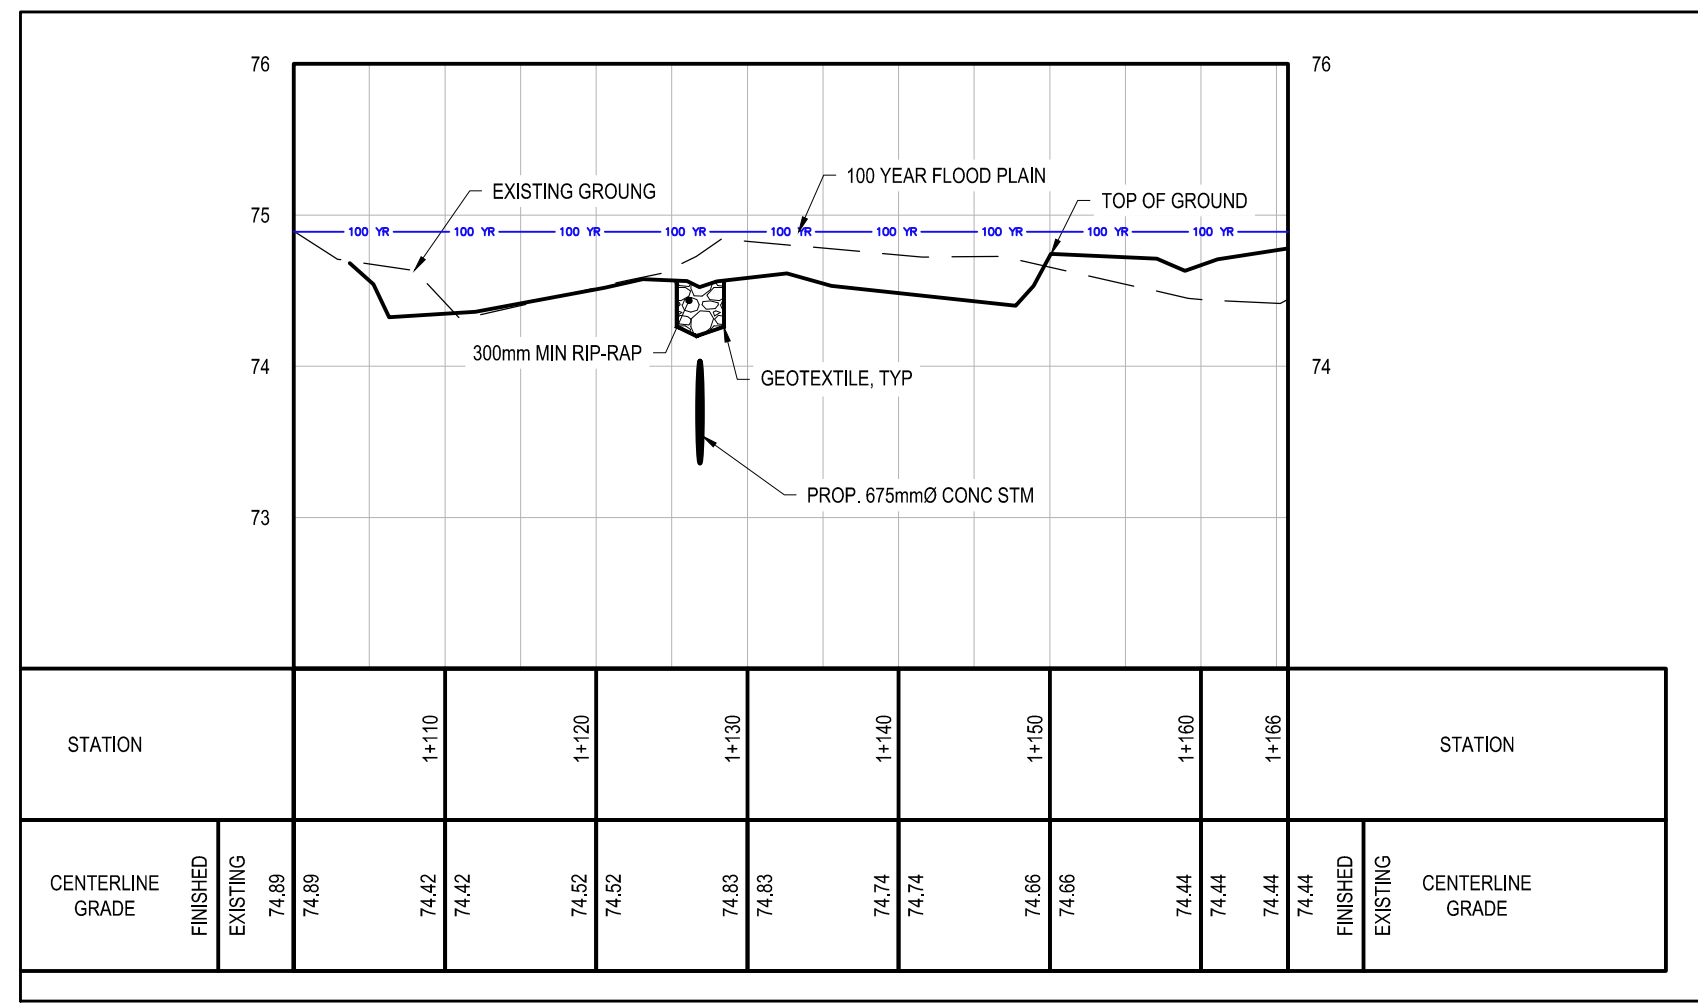 76
76
100 YEAR FLOOD PLAIN
EXISTING GROUNG
TOP OF GROUND
75
100 YR 100 YR 100 YR 100 YR 100 YR 100 YR 100 YR 100 YR 100 YR
300mm MIN RIP-RAP
74
74
GEOTEXTILE, TYP
PROP. 675mmØ CONC STM
73
STATION
1+110
1+120
1+130
1+140
1+150
1+160
1+166
STATION
CENTERLINE
GRADE
FINISHED
EXISTING
74.89
74.89
74.42
74.42
74.52
74.52
74.83
74.83
74.74
74.74
74.66
74.66
74.44
74.44
74.44
74.44
FINISHED
EXISTING
CENTERLINE
GRADE